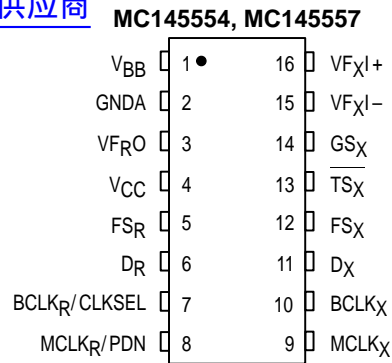 供应商
MC145554, MC145557
VBB 1 16 VFXI+
GNDA 2 15 VFXI–
VFRO 3 14 GSX
VCC 4 13 TSX
FSR 5 12 FSX
DR 6 11 DX
BCLKR/CLKSEL 7 10 BCLKX
MCLKR/PDN 8 9 MCLKX